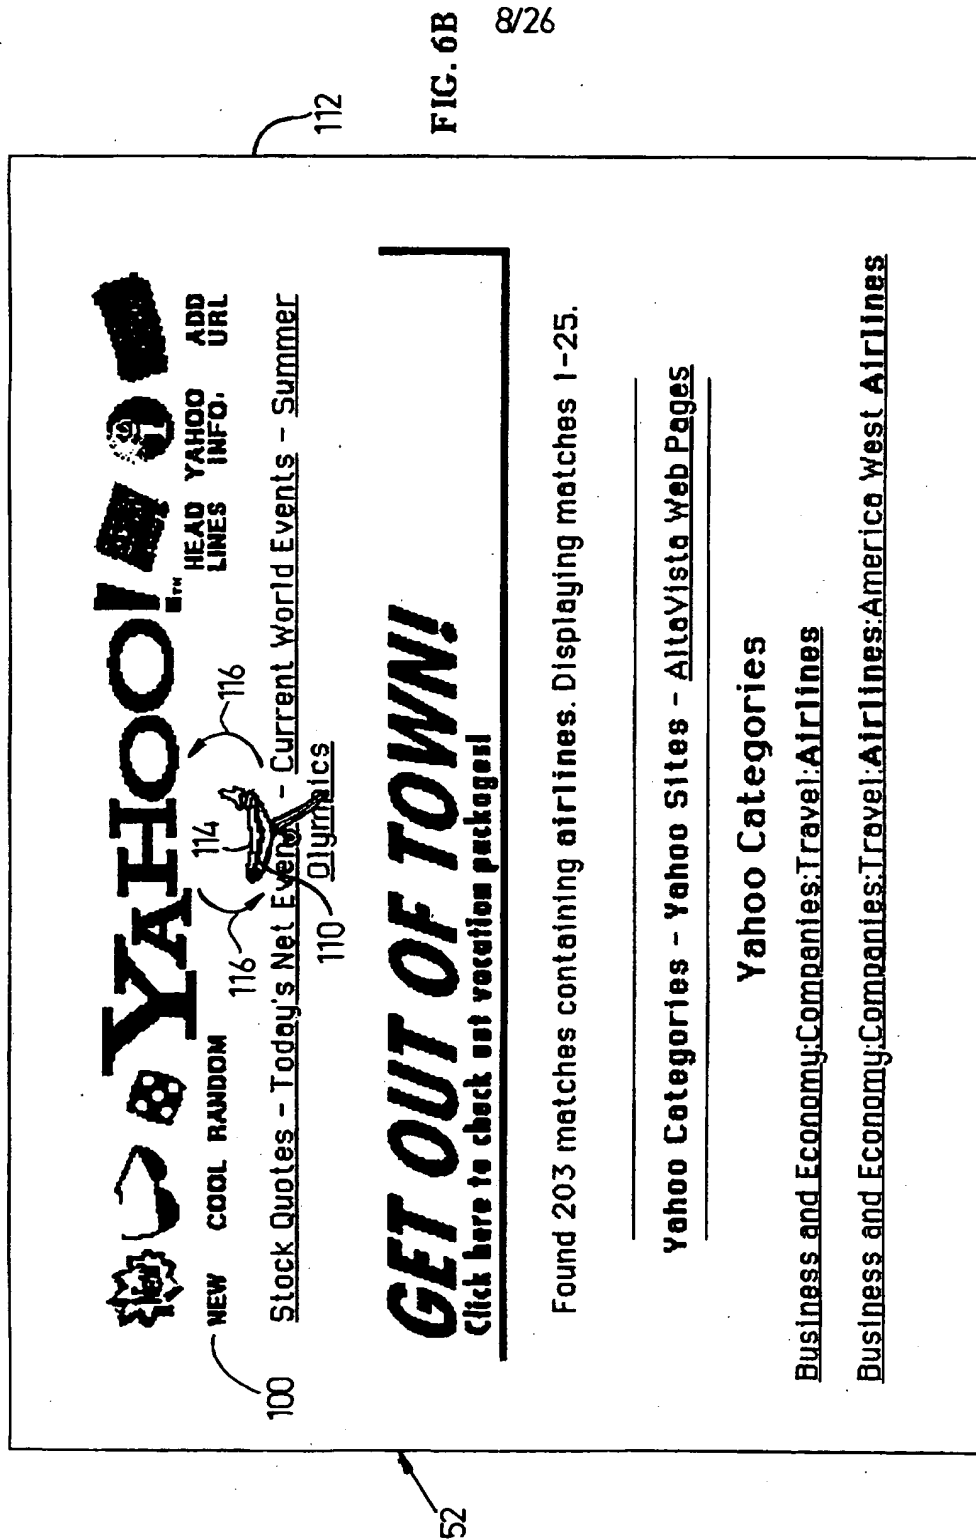 8/26
FIG. 6B
112
52
100
YAHOO! TM
NEW COOL RANDOM HEAD LINES YAHOO INFO. ADD URL
116 114 116
Stock Quotes - Today's Net Events - Current World Events - Summer
Olympics
110
GET OUT OF TOWN!
Click here to check out vacation packages!
Found 203 matches containing airlines. Displaying matches 1-25.
Yahoo Categories - Yahoo Sites - AltaVista Web Pages
Yahoo Categories
Business and Economy:Companies:Travel:Airlines
Business and Economy:Companies:Travel:Airlines:America West Airlines